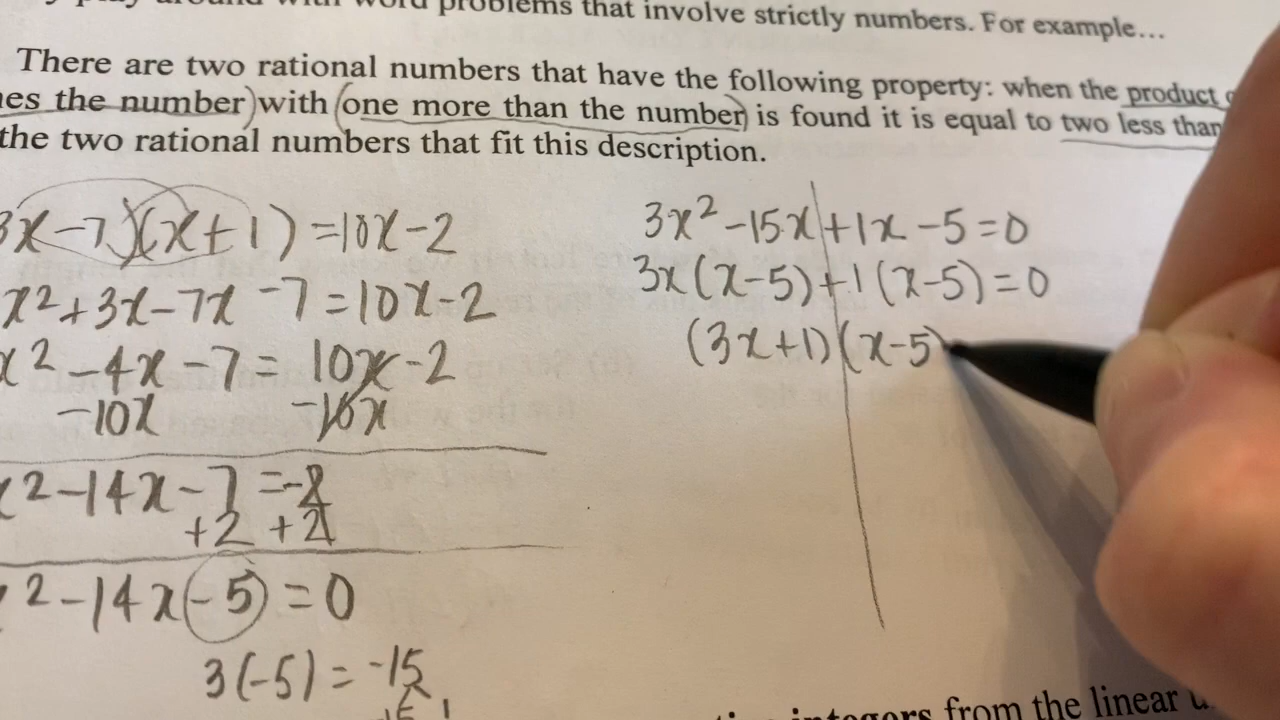 play around with word problems that involve strictly numbers. For example...
There are two rational numbers that have the following property: when the product
the number with one more than the number is found it is equal to two less than
the two rational numbers that fit this description.
3x-7)(x+1)=10x-2
x²+3x-7x-7=10x-2
x²-4x-7=10x-2
-10x -10x
x²-14x-7=-2
+2 +2
²-14x-5=0
3(-5)=-15
3x²-15x+1x-5=0
3x(x-5)+1(x-5)=0
(3x+1)(x-5)
integers from the linear